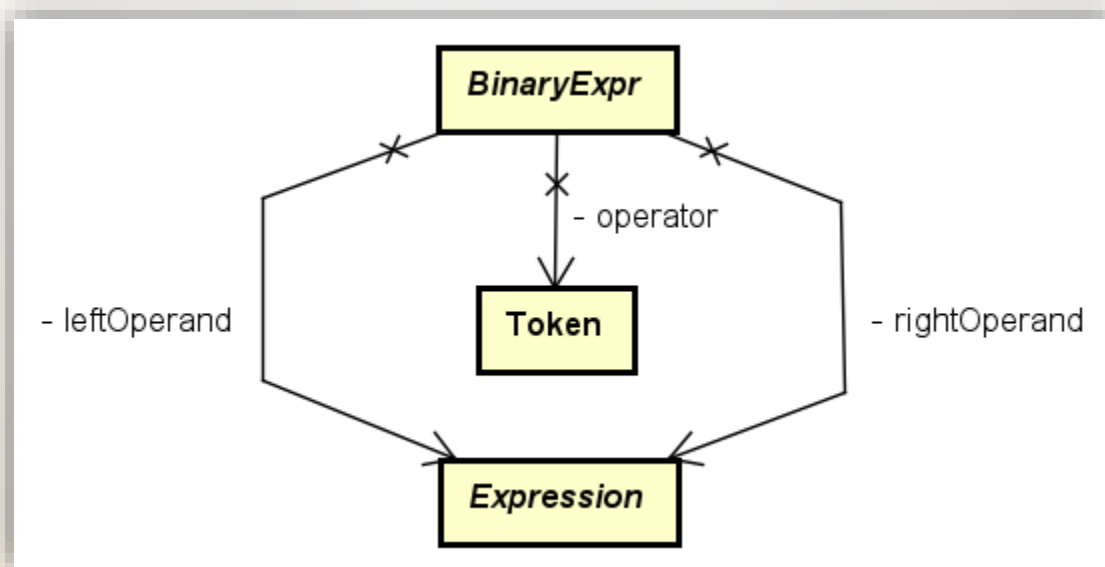 BinaryExpr
- operator
- leftOperand
Token
- rightOperand
Expression